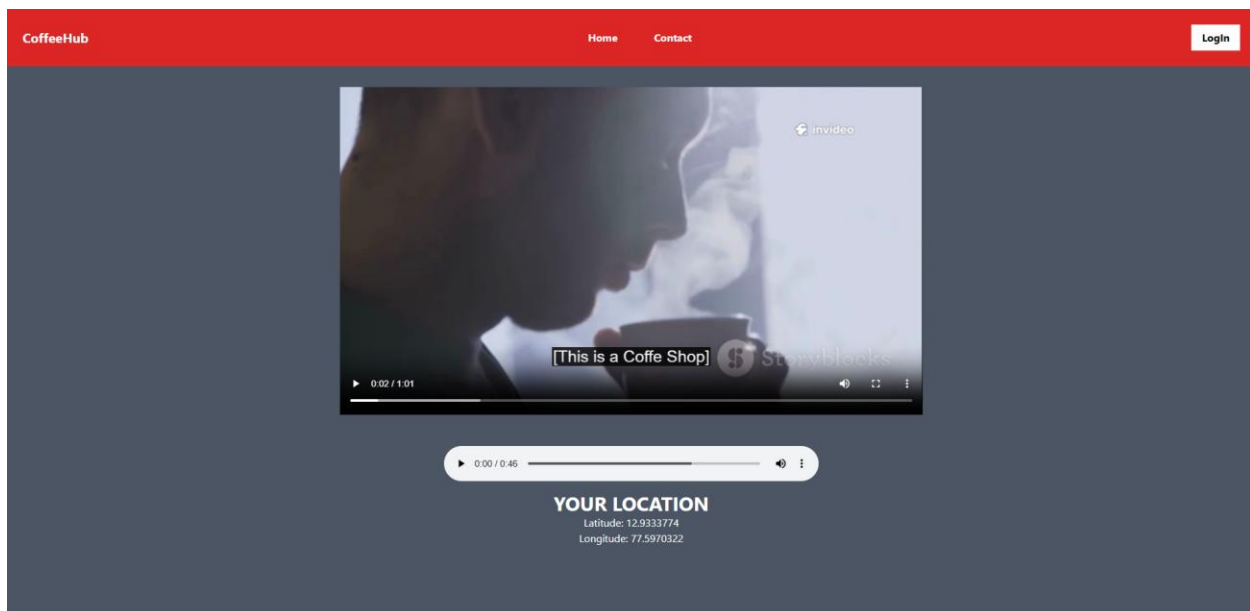 CoffeeHub Home Contact LogIn
invideo
[This is a Coffe Shop] Storyblocks
0:02 / 1:01
0:00 / 0:46
YOUR LOCATION
Latitude: 12.9333774
Longitude: 77.5970322